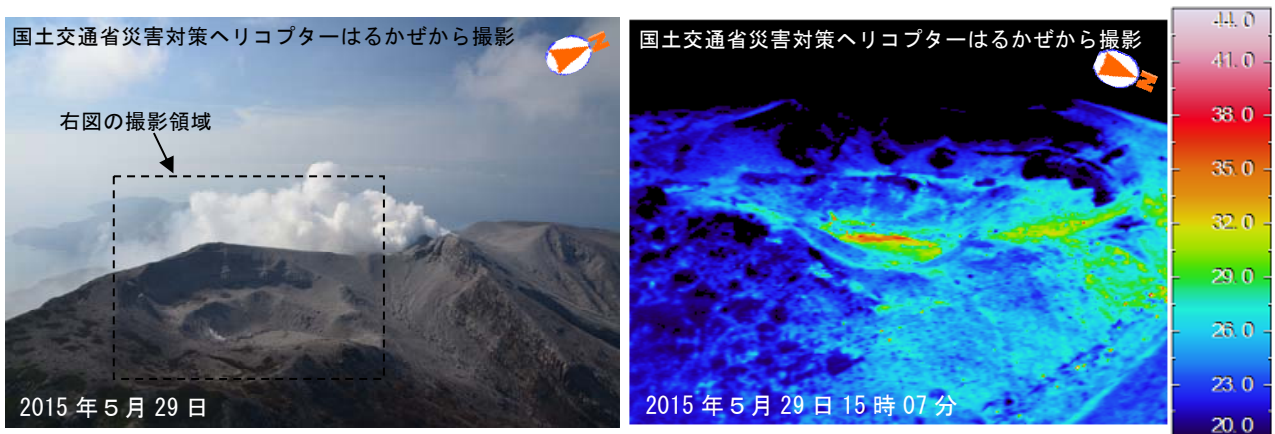 国土交通省災害対策ヘリコプターはるかぜから撮影
N
右図の撮影領域
2015年5月29日
国土交通省災害対策ヘリコプターはるかぜから撮影
N
2015年5月29日15時07分
44.0
41.0
38.0
35.0
32.0
29.0
26.0
23.0
20.0